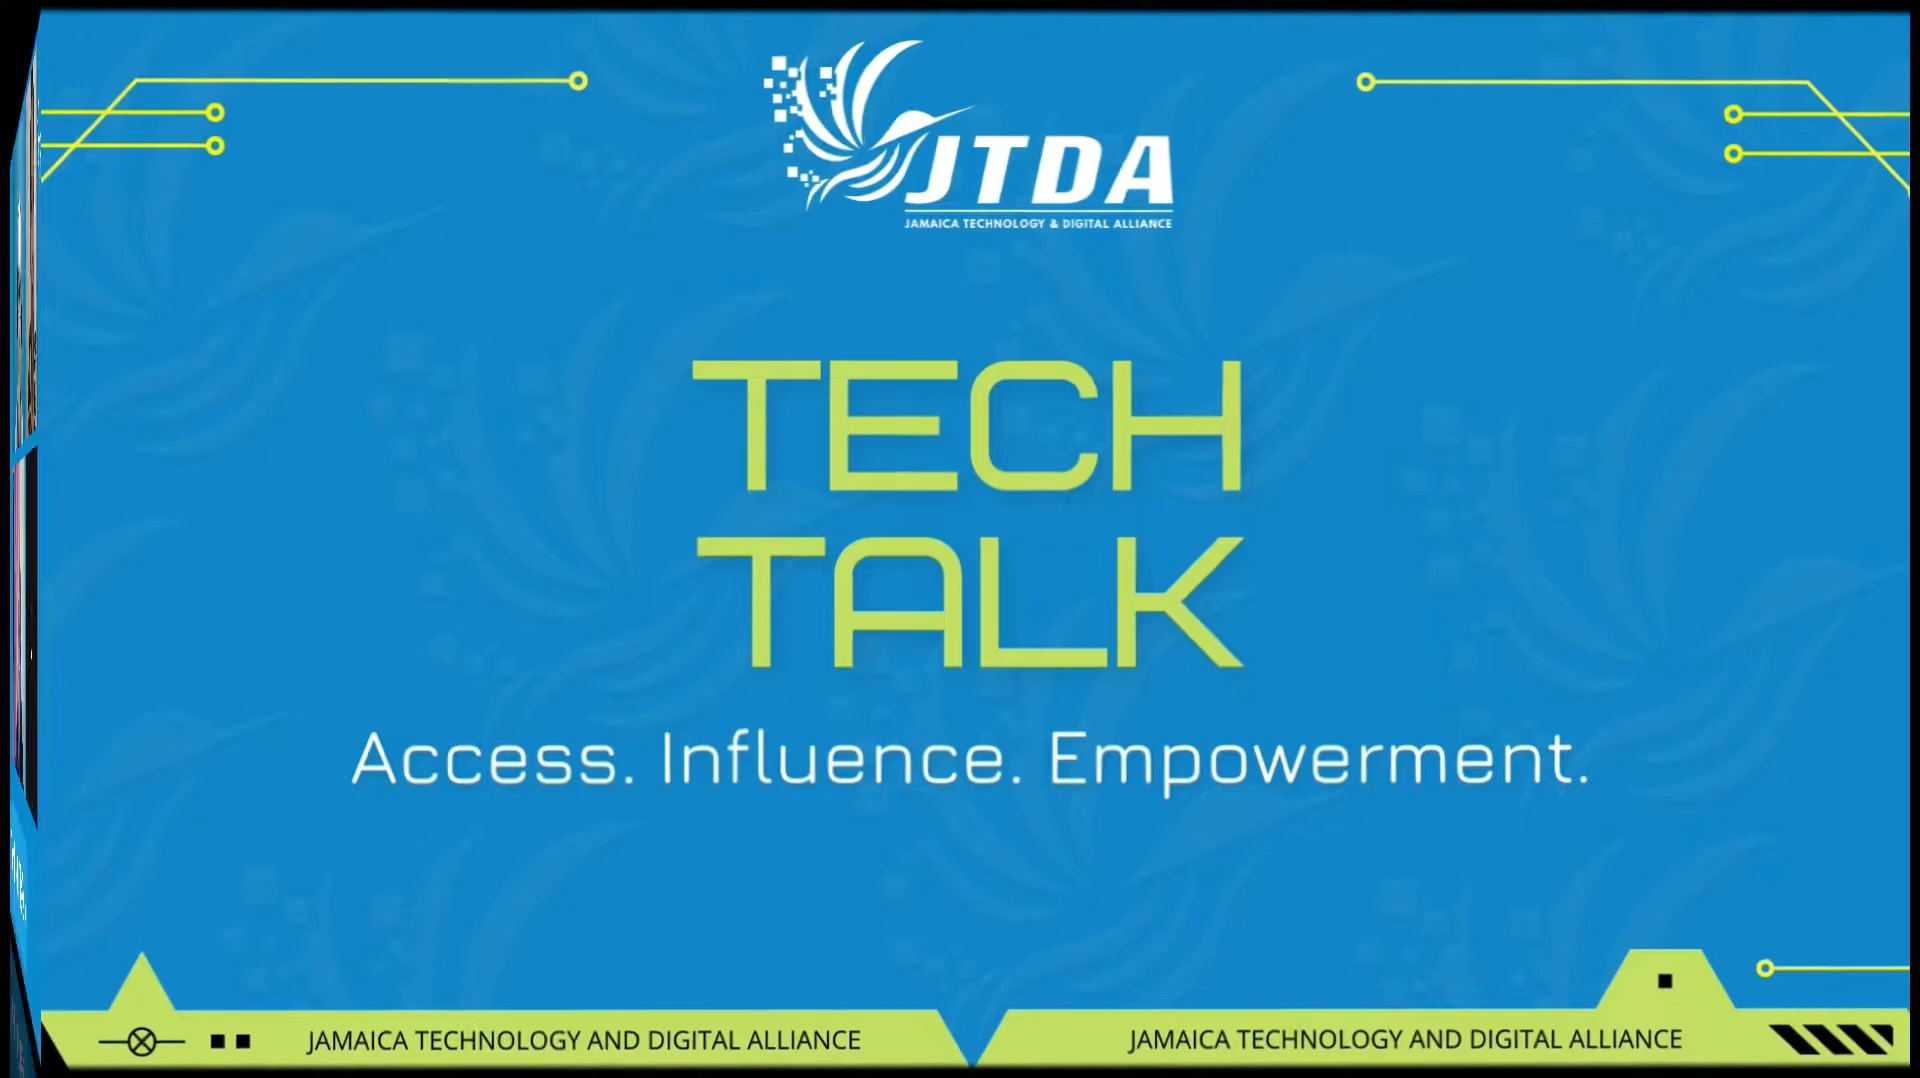 JTDA
JAMAICA TECHNOLOGY & DIGITAL ALLIANCE
TECH
TALK
Access. Influence. Empowerment.
JAMAICA TECHNOLOGY AND DIGITAL ALLIANCE
JAMAICA TECHNOLOGY AND DIGITAL ALLIANCE